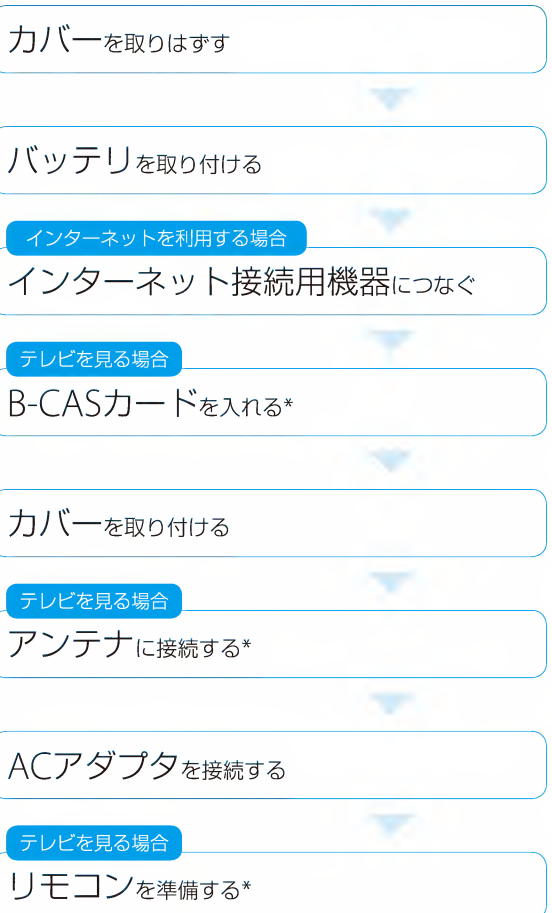 カバーを取りはずす
バッテリを取り付ける
インターネットを利用する場合
インターネット接続用機器につなぐ
テレビを見る場合
B-CASカードを入れる*
カバーを取り付ける
テレビを見る場合
アンテナに接続する*
ACアダプタを接続する
テレビを見る場合
リモコンを準備する*